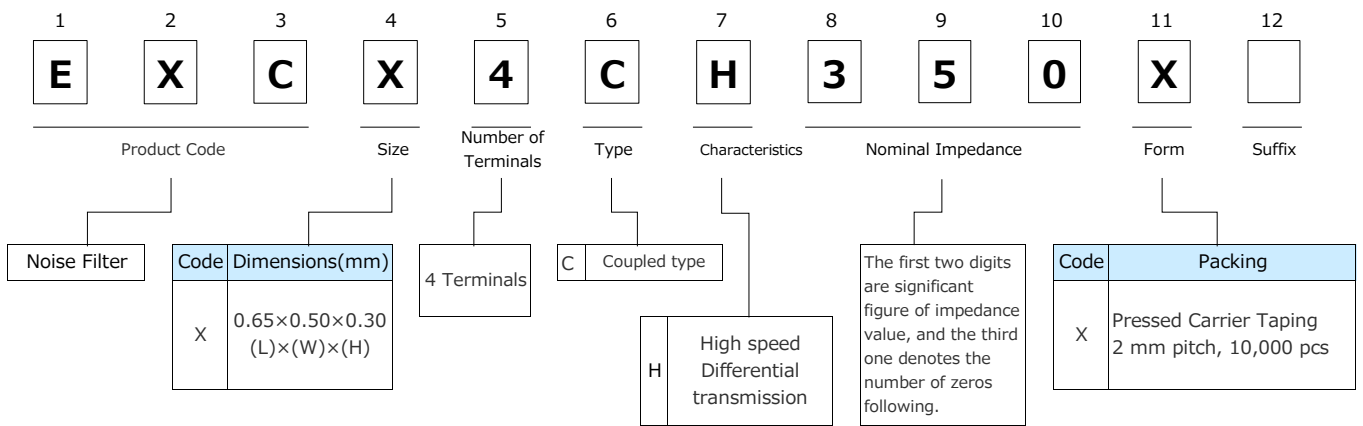 1 2 3 4 5 6 7 8 9 10 11 12
E X C X 4 C H 3 5 0 X
Product Code
Size
Number of
Terminals
Type
Characteristics
Nominal Impedance
Form
Suffix
Noise Filter
Code Dimensions(mm)
X 0.65×0.50×0.30
(L)×(W)×(H)
4 Terminals
C Coupled type
H High speed
Differential
transmission
The first two digits
are significant
figure of impedance
value, and the third
one denotes the
number of zeros
following.
Code Packing
X Pressed Carrier Taping
2 mm pitch, 10,000 pcs